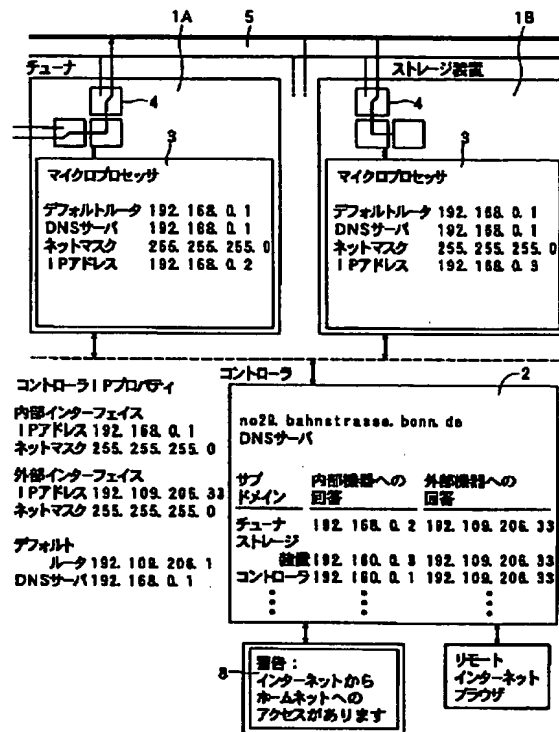 1A
5
1B
チューナ
ストレージ装置
4
4
3
3
マイクロプロセッサ
デフォルトルータ 192.168.0.1
DNSサーバ 192.168.0.1
ネットマスク 255.255.255.0
IPアドレス 192.168.0.2
マイクロプロセッサ
デフォルトルータ 192.168.0.1
DNSサーバ 192.168.0.1
ネットマスク 255.255.255.0
IPアドレス 192.168.0.3
コントローラIPプロパティ
内部インターフェイス
IPアドレス 192.168.0.1
ネットマスク 255.255.255.0
外部インターフェイス
IPアドレス 192.109.206.33
ネットマスク 255.255.255.0
デフォルト
ルータ 192.109.206.1
DNSサーバ 192.168.0.1
コントローラ
2
no29.bahnstrasse.bonn.de
DNSサーバ
サブ 内部機器への 外部機器への
ドメイン 回答 回答
チューナ 192.168.0.2 192.109.206.33
ストレージ
装置 192.160.0.3 192.109.206.33
コントローラ 192.160.0.1 192.109.206.33
8
警告：
インターネットから
ホームネットへの
アクセスがあります
リモート
インターネット
ブラウザ